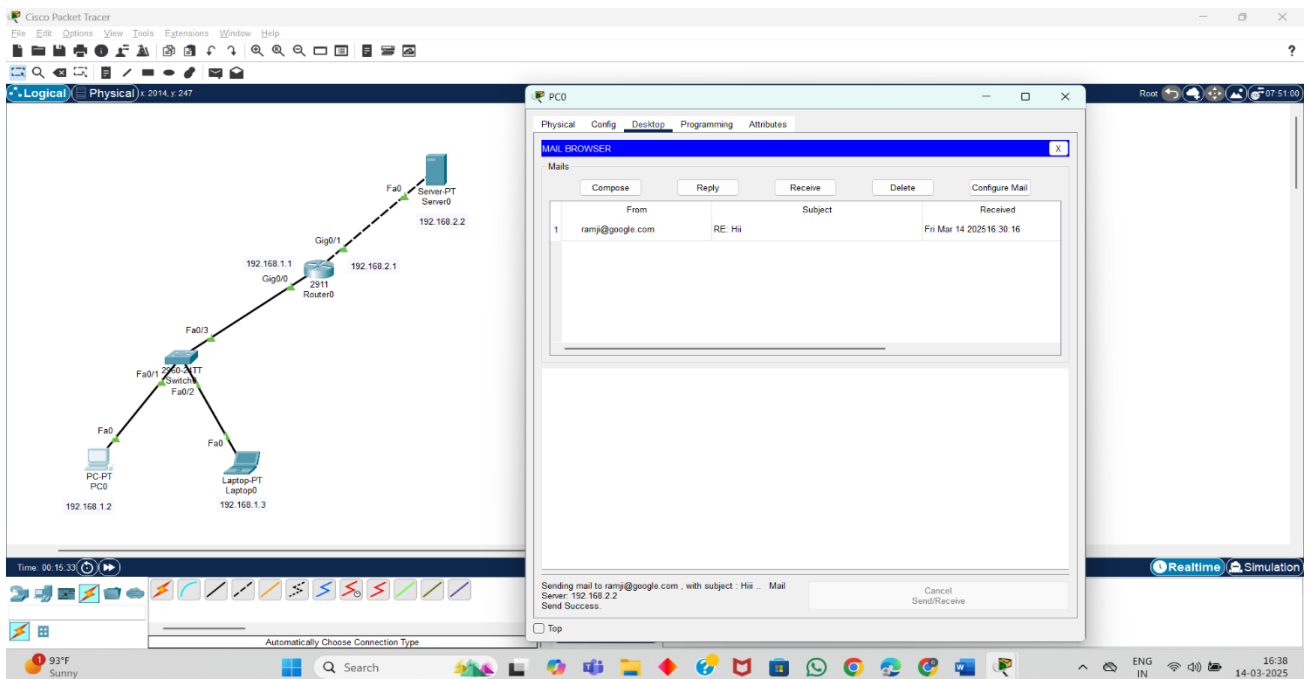 Cisco Packet Tracer
File Edit Options View Tools Extensions Window Help
?
Logical Physical x: 2014, y: 247
Root 07:51:00
Fa0
Server-PT
Server0
192.168.2.2
Gig0/1
192.168.1.1
192.168.2.1
Gig0/0
2911
Router0
Fa0/3
2960-24TT
Fa0/1
Switch0
Fa0/2
Fa0
Fa0
PC-PT
PC0
192.168.1.2
Laptop-PT
Laptop0
192.168.1.3
PC0
Physical Config Desktop Programming Attributes
MAIL BROWSER X
Mails
Compose Reply Receive Delete Configure Mail
From Subject Received
1 ramji@google.com RE: Hii Fri Mar 14 2025 16:30:16
Sending mail to ramji@google.com , with subject : Hiii .. Mail
Server: 192.168.2.2
Send Success.
Cancel
Send/Receive
Top
Time: 00:15:33
Realtime Simulation
Automatically Choose Connection Type
1
93°F
Sunny
Search
ENG
IN
16:38
14-03-2025